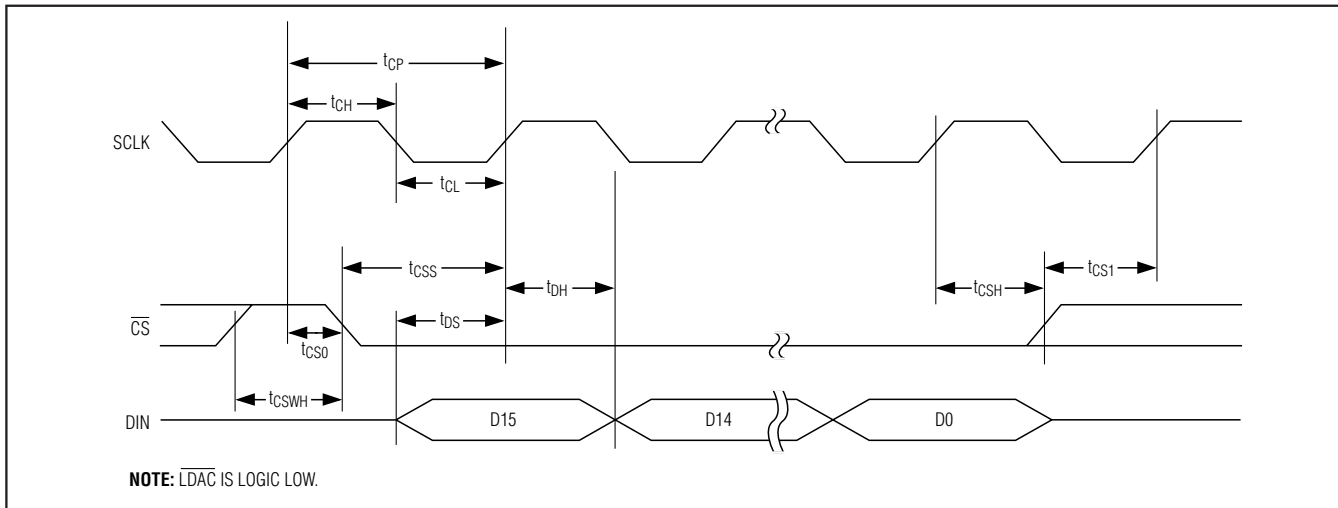 tCP
tCH
SCLK
tCL
tCSS
tDH
tCSH
tCS1
CS
tDS
tCS0
tCSWH
DIN
D15
D14
D0
NOTE: LDAC IS LOGIC LOW.